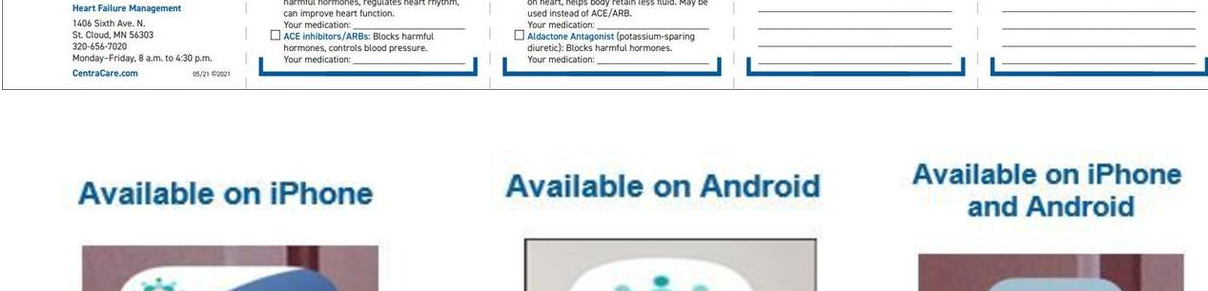 Heart Failure Management
1406 Sixth Ave. N.
St. Cloud, MN 56303
320-656-7020
Monday–Friday, 8 a.m. to 4:30 p.m.
CentraCare.com 05/21 ©2021
harmful hormones, regulates heart rhythm,
can improve heart function.
Your medication:
ACE inhibitors/ARBs: Blocks harmful
hormones, controls blood pressure.
Your medication:
on heart, helps body retain less fluid. May be
used instead of ACE/ARB.
Your medication:
Aldactone Antagonist (potassium-sparing
diuretic): Blocks harmful hormones.
Your medication:
Available on iPhone
Available on Android
Available on iPhone
and Android